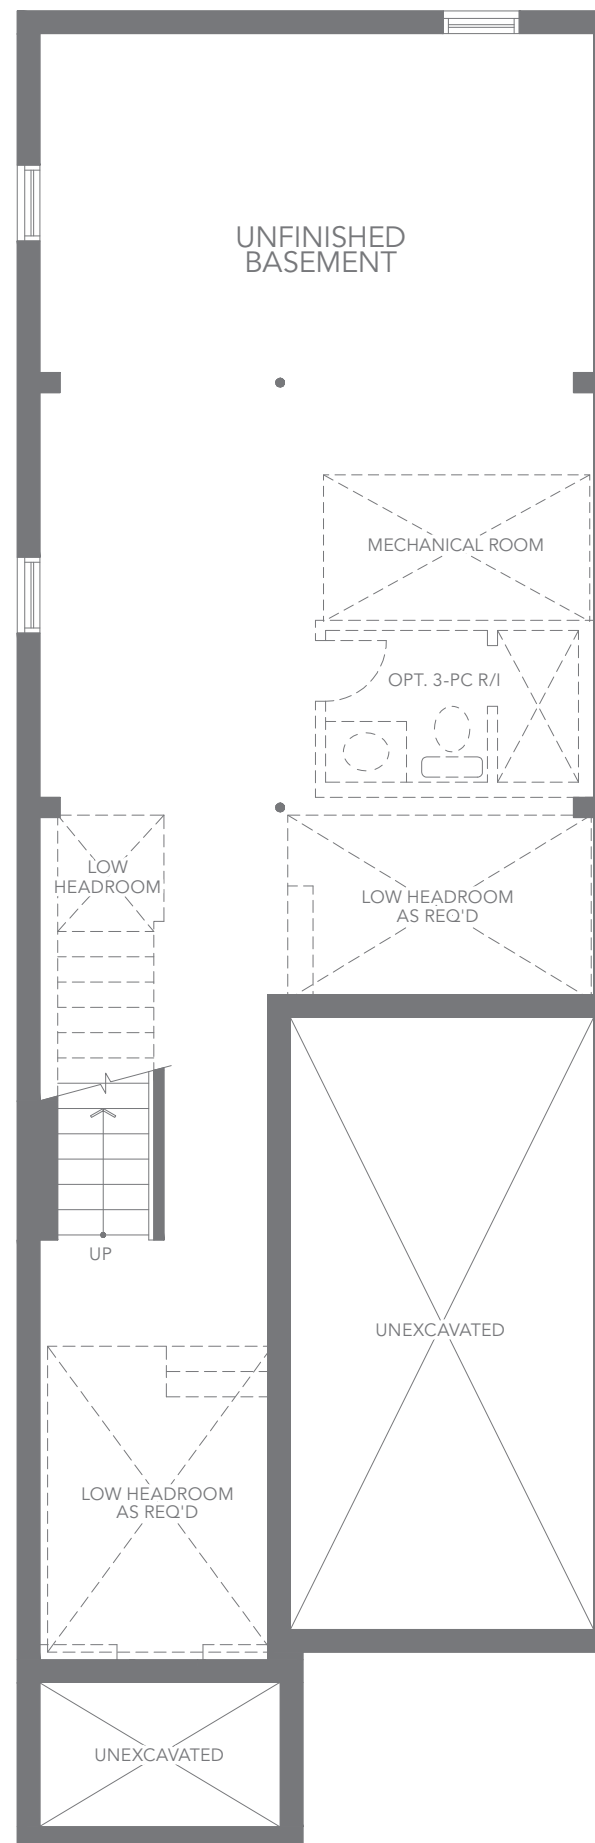 UNFINISHED
BASEMENT
MECHANICAL ROOM
OPT. 3-PC R/I
LOW
HEADROOM
LOW HEADROOM
AS REQ'D
UP
UNEXCAVATED
LOW HEADROOM
AS REQ'D
UNEXCAVATED